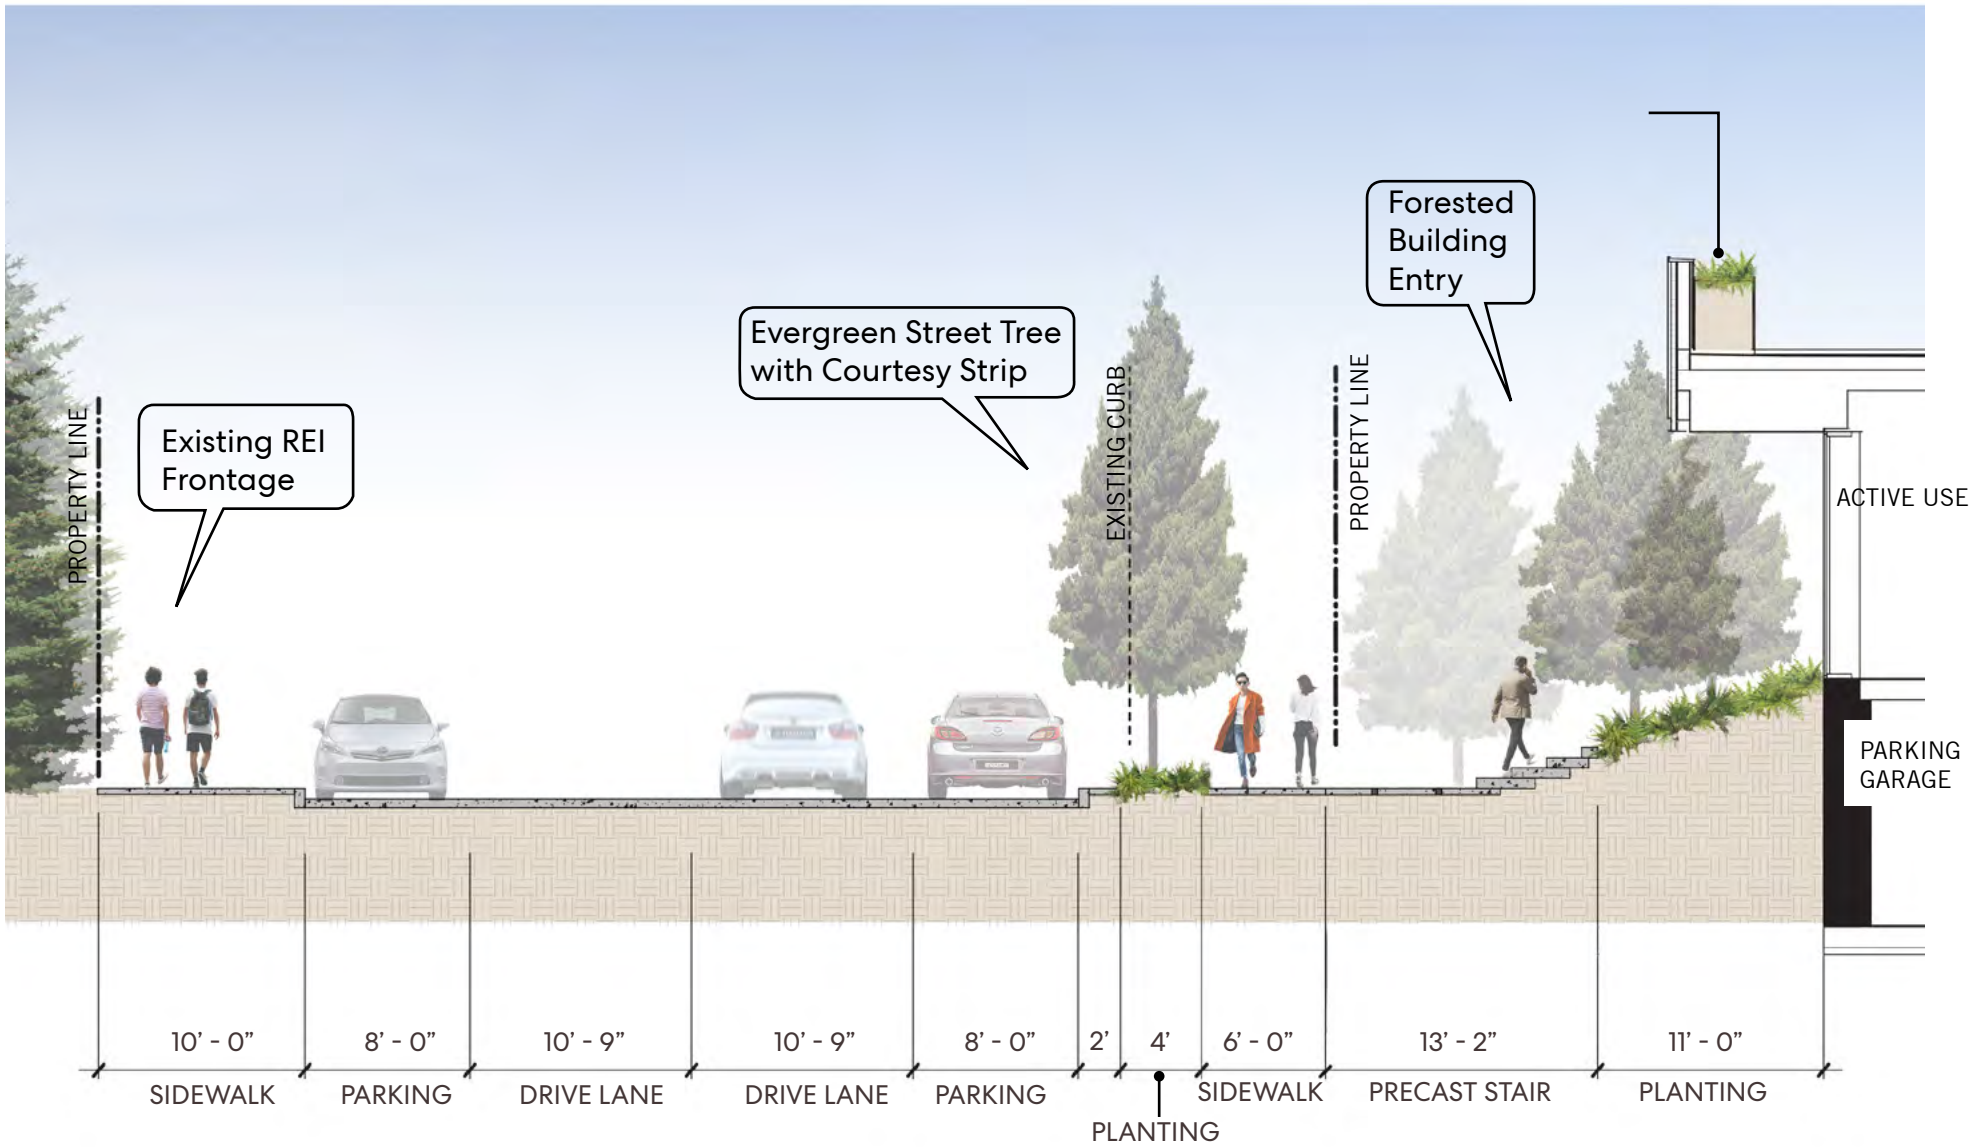 Forested
Building
Entry
Evergreen Street Tree
with Courtesy Strip
Existing REI
Frontage
PROPERTY LINE
EXISTING CURB
PROPERTY LINE
ACTIVE USE
PARKING
GARAGE
10’ - 0”
8’ - 0”
10’ - 9”
10’ - 9”
8’ - 0”
2’
4’
6’ - 0”
13’ - 2”
11’ - 0”
SIDEWALK
PARKING
DRIVE LANE
DRIVE LANE
PARKING
SIDEWALK
PRECAST STAIR
PLANTING
PLANTING